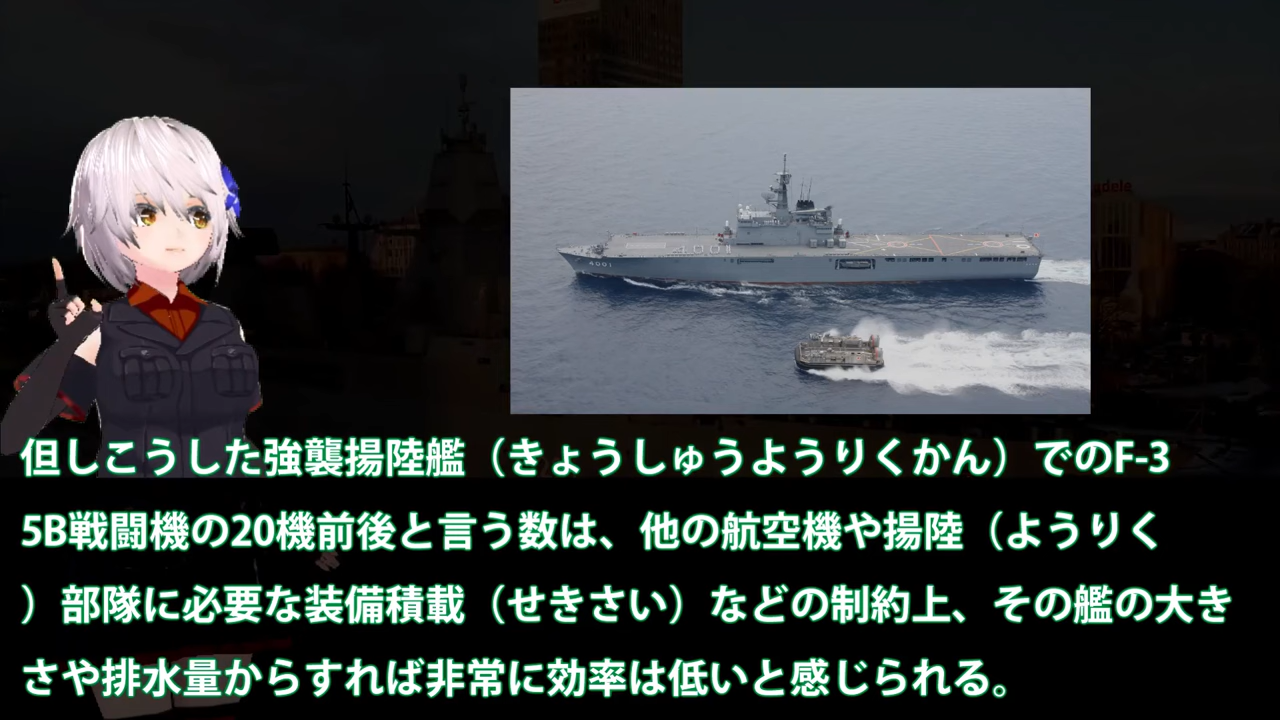 4001
4001
但しこうした強襲揚陸艦（きょうしゅうようりくかん）でのF-3
5B戦闘機の20機前後と言う数は、他の航空機や揚陸（ようりく
）部隊に必要な装備積載（せきさい）などの制約上、その艦の大き
さや排水量からすれば非常に効率は低いと感じられる。